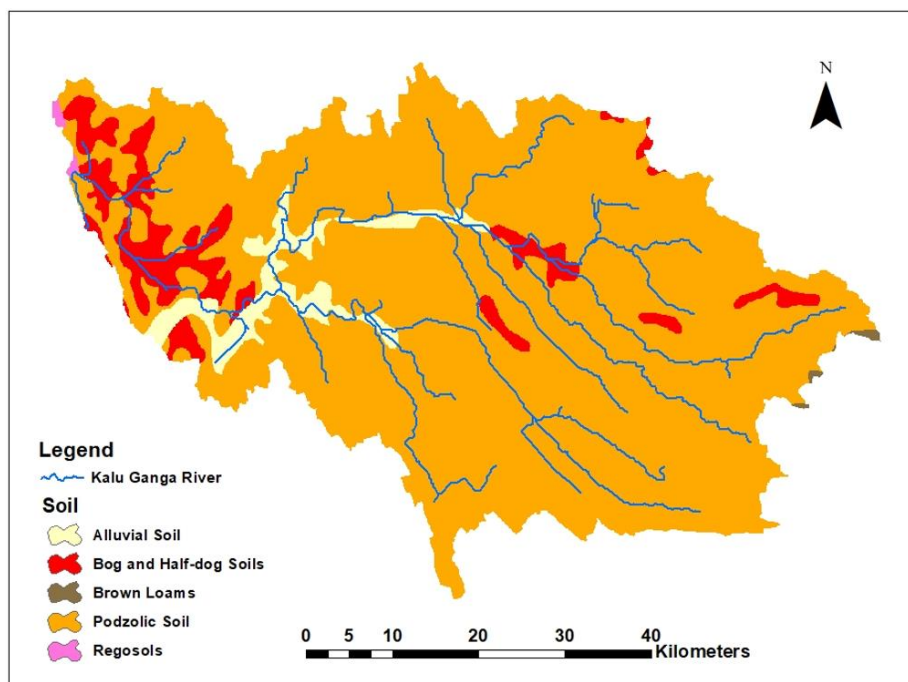 N
Legend
Kalu Ganga River
Soil
Alluvial Soil
Bog and Half-dog Soils
Brown Loams
Podzolic Soil
Regosols
0 5 10 20 30 40
Kilometers